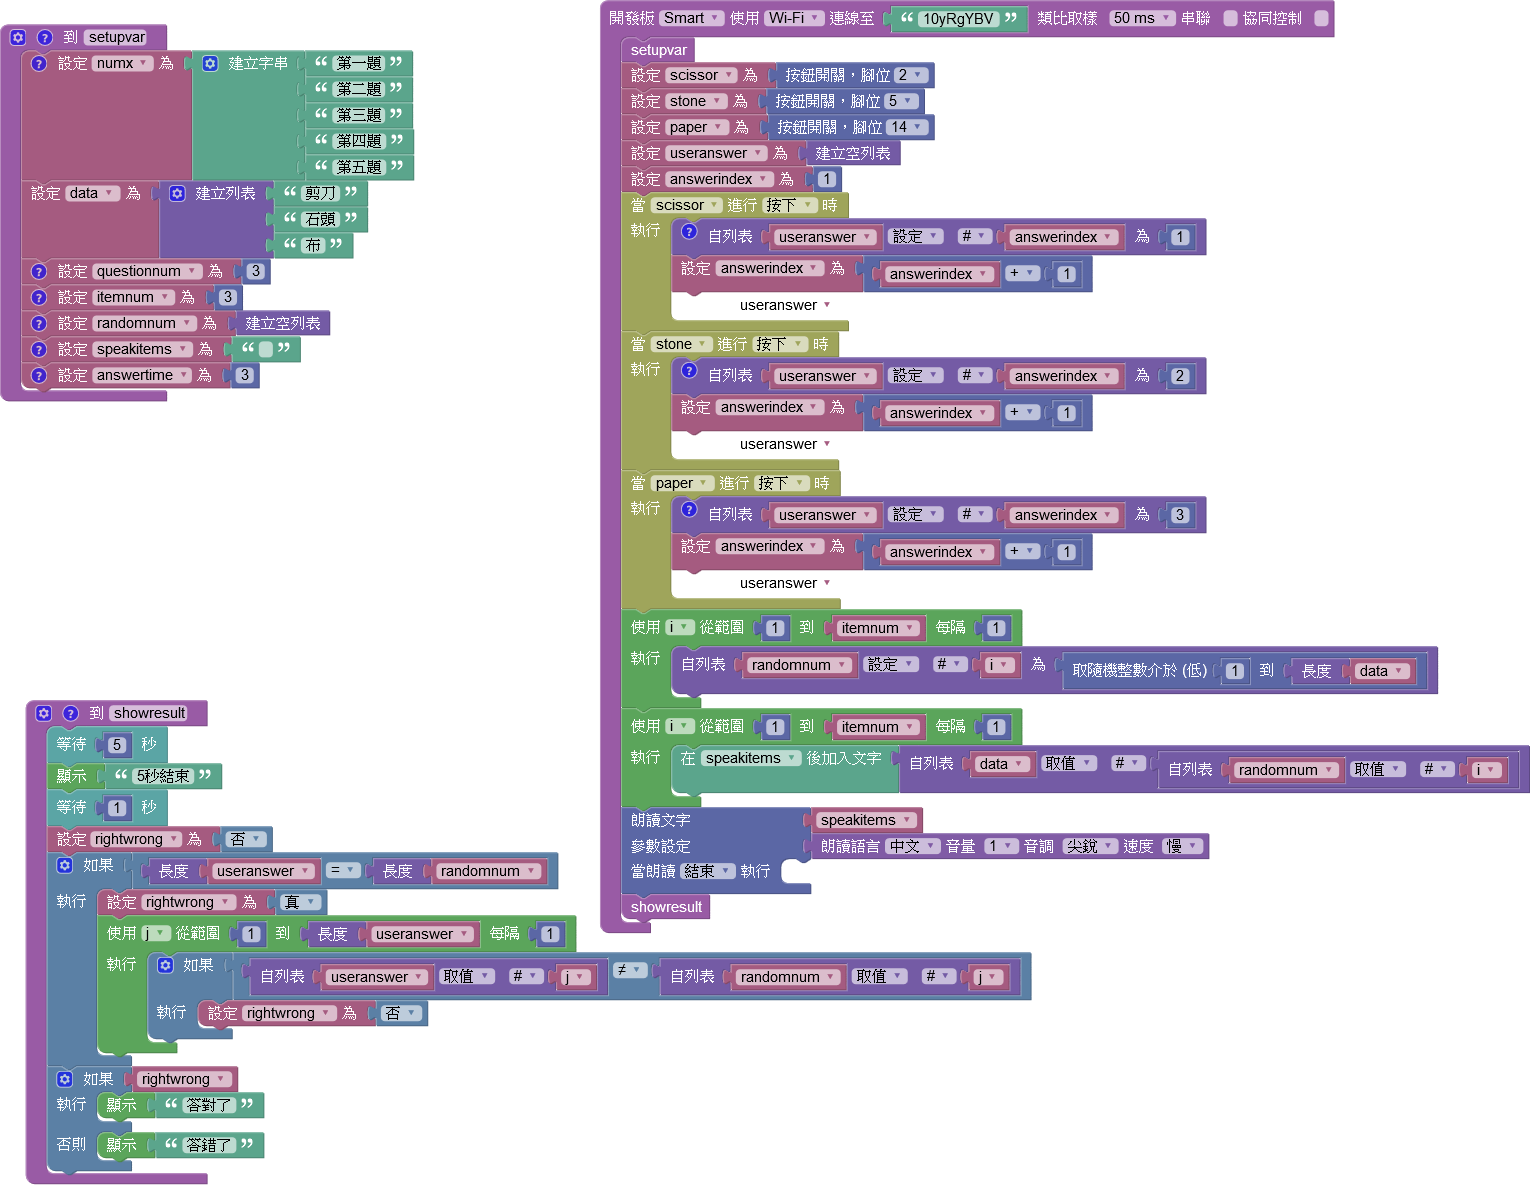 到 setupvar
設定 numx 為 建立字串 “ 第一題 ”
“ 第二題 ”
“ 第三題 ”
“ 第四題 ”
“ 第五題 ”
設定 data 為 建立列表 “ 剪刀 ”
“ 石頭 ”
“ 布 ”
設定 questionnum 為 3
設定 itemnum 為 3
設定 randomnum 為 建立空列表
設定 speakitems 為 “ ”
設定 answertime 為 3
開發板 Smart 使用 Wi-Fi 連線至 “ 10yRgYBV ” 類比取樣 50 ms 串聯 協同控制
setupvar
設定 scissor 為 按鈕開關，腳位 2
設定 stone 為 按鈕開關，腳位 5
設定 paper 為 按鈕開關，腳位 14
設定 useranswer 為 建立空列表
設定 answerindex 為 1
當 scissor 進行 按下 時
執行 自列表 useranswer 設定 # answerindex 為 1
設定 answerindex 為 answerindex + 1
useranswer
當 stone 進行 按下 時
執行 自列表 useranswer 設定 # answerindex 為 2
設定 answerindex 為 answerindex + 1
useranswer
當 paper 進行 按下 時
執行 自列表 useranswer 設定 # answerindex 為 3
設定 answerindex 為 answerindex + 1
useranswer
使用 i 從範圍 1 到 itemnum 每隔 1
執行 自列表 randomnum 設定 # i 為 取隨機整數介於 (低) 1 到 長度 data
使用 i 從範圍 1 到 itemnum 每隔 1
執行 在 speakitems 後加入文字 自列表 data 取值 # 自列表 randomnum 取值 # i
朗讀文字 speakitems
參數設定 朗讀語言 中文 音量 1 音調 尖銳 速度 慢
當朗讀 結束 執行
showresult
到 showresult
等待 5 秒
顯示 “ 5秒結束 ”
等待 1 秒
設定 rightwrong 為 否
如果 長度 useranswer = 長度 randomnum
執行 設定 rightwrong 為 真
使用 j 從範圍 1 到 長度 useranswer 每隔 1
執行 如果 自列表 useranswer 取值 # j ≠ 自列表 randomnum 取值 # j
執行 設定 rightwrong 為 否
如果 rightwrong
執行 顯示 “ 答對了 ”
否則 顯示 “ 答錯了 ”